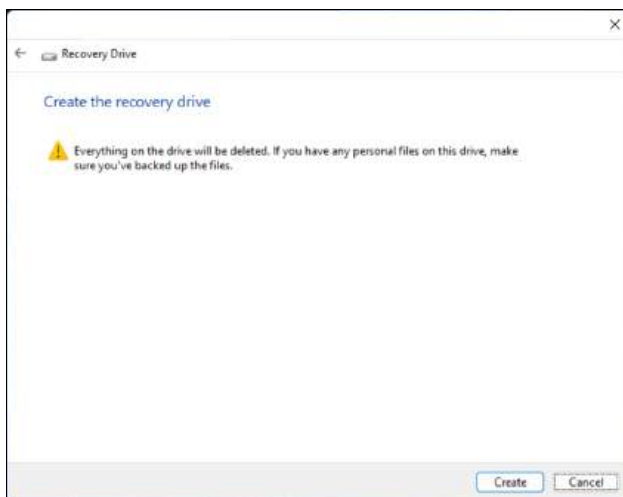 Recovery Drive
Create the recovery drive
Everything on the drive will be deleted. If you have any personal files on this drive, make
sure you've backed up the files.
Create Cancel